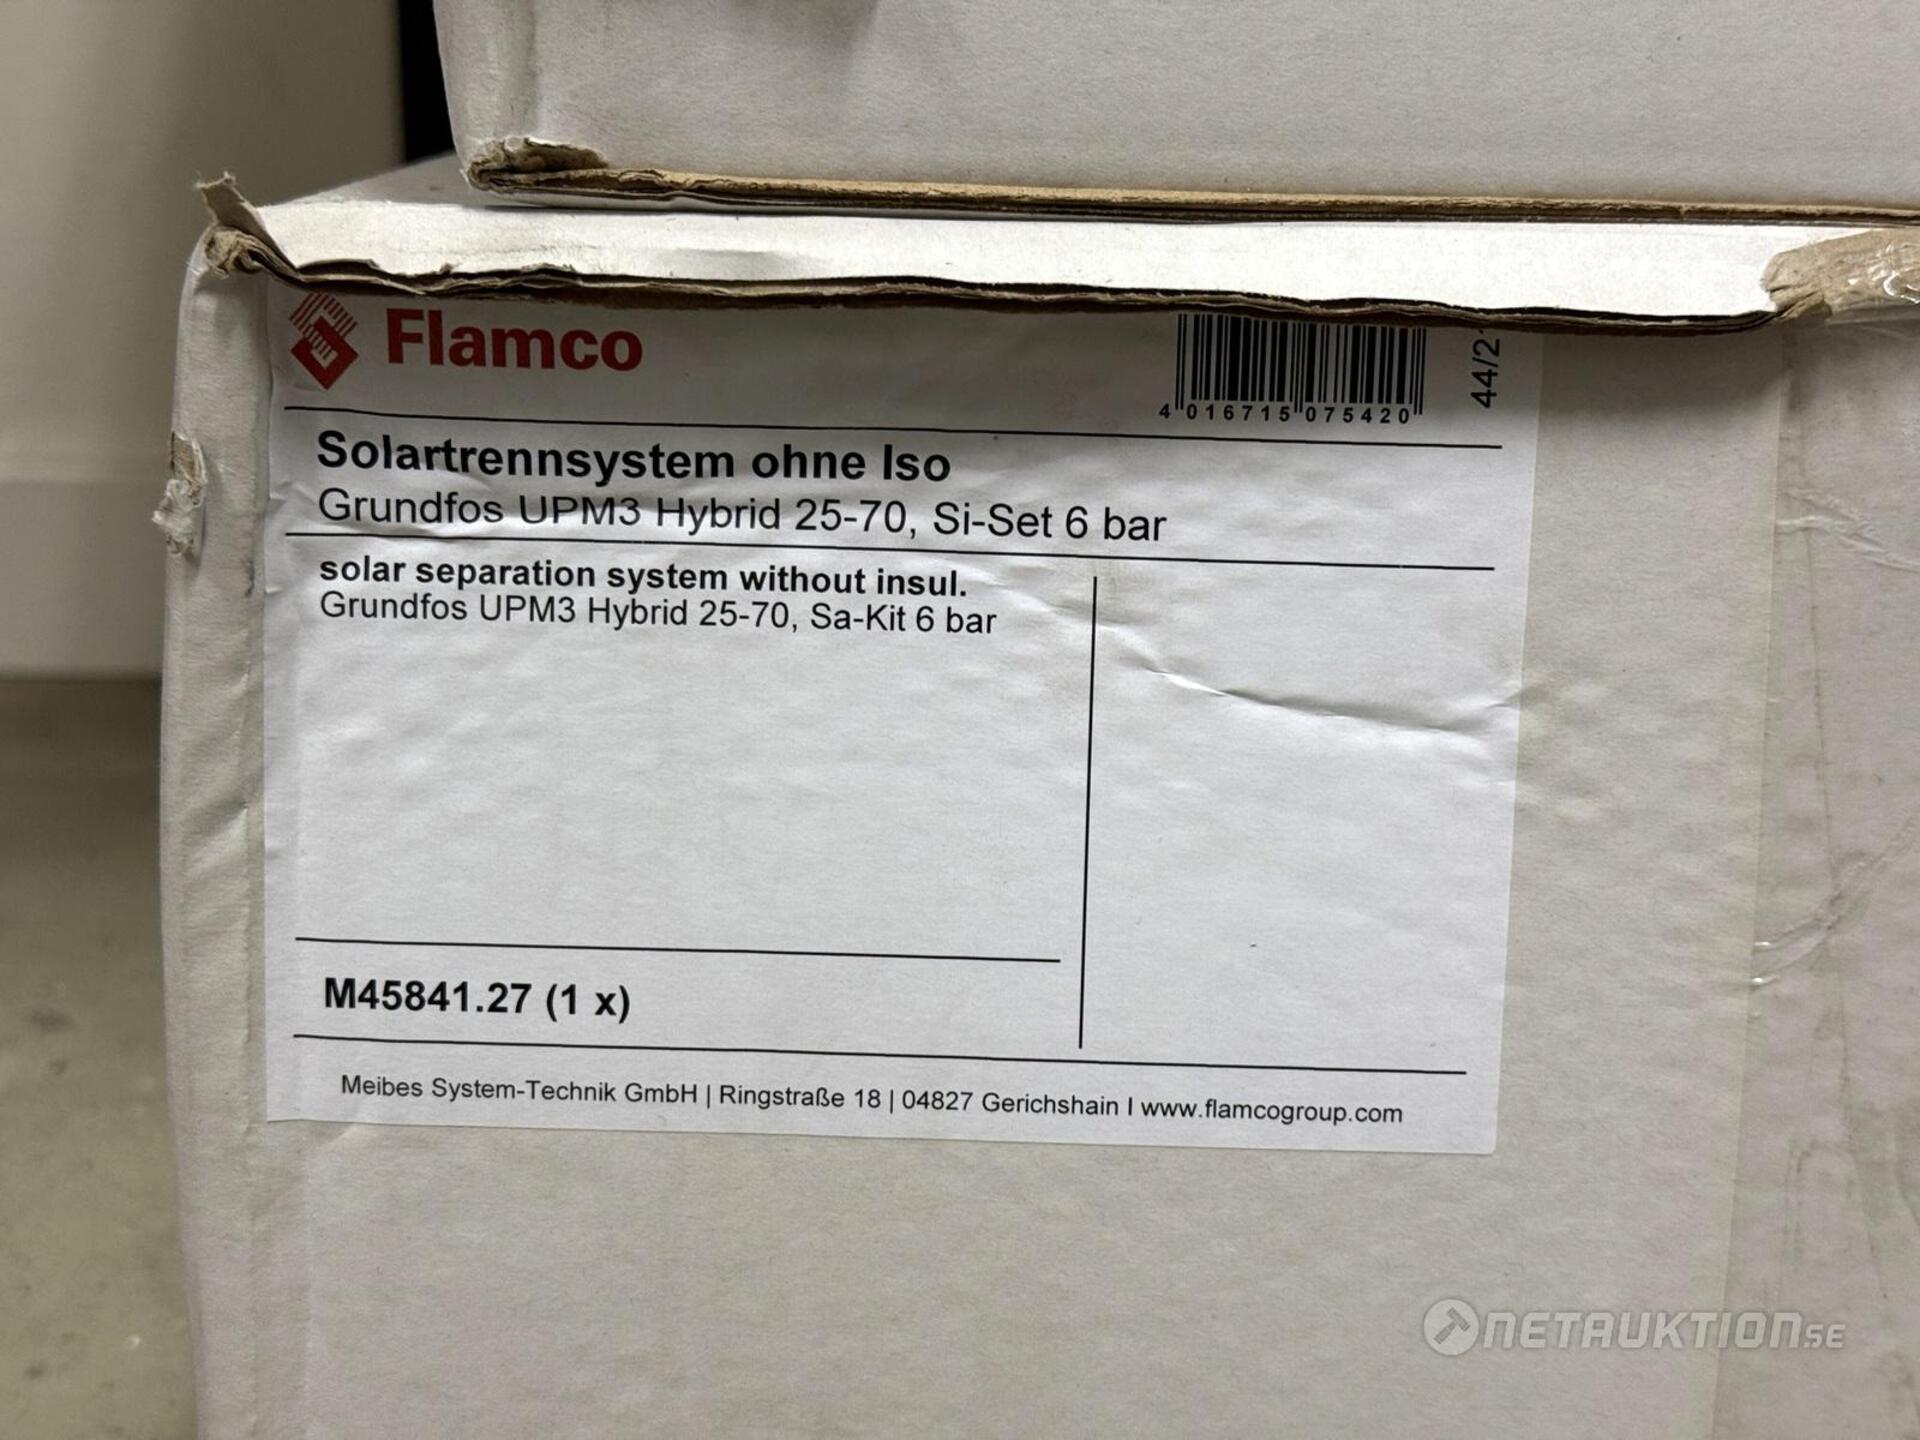 Flamco
4 016715 075420
Solartrennsystem ohne Iso
Grundfos UPM3 Hybrid 25-70, Si-Set 6 bar
solar separation system without insul.
Grundfos UPM3 Hybrid 25-70, Sa-Kit 6 bar
M45841.27 (1 x)
Meibes System-Technik GmbH | Ringstraße 18 | 04827 Gerichshain I www.flamcogroup.com
NETAUKTION.SE